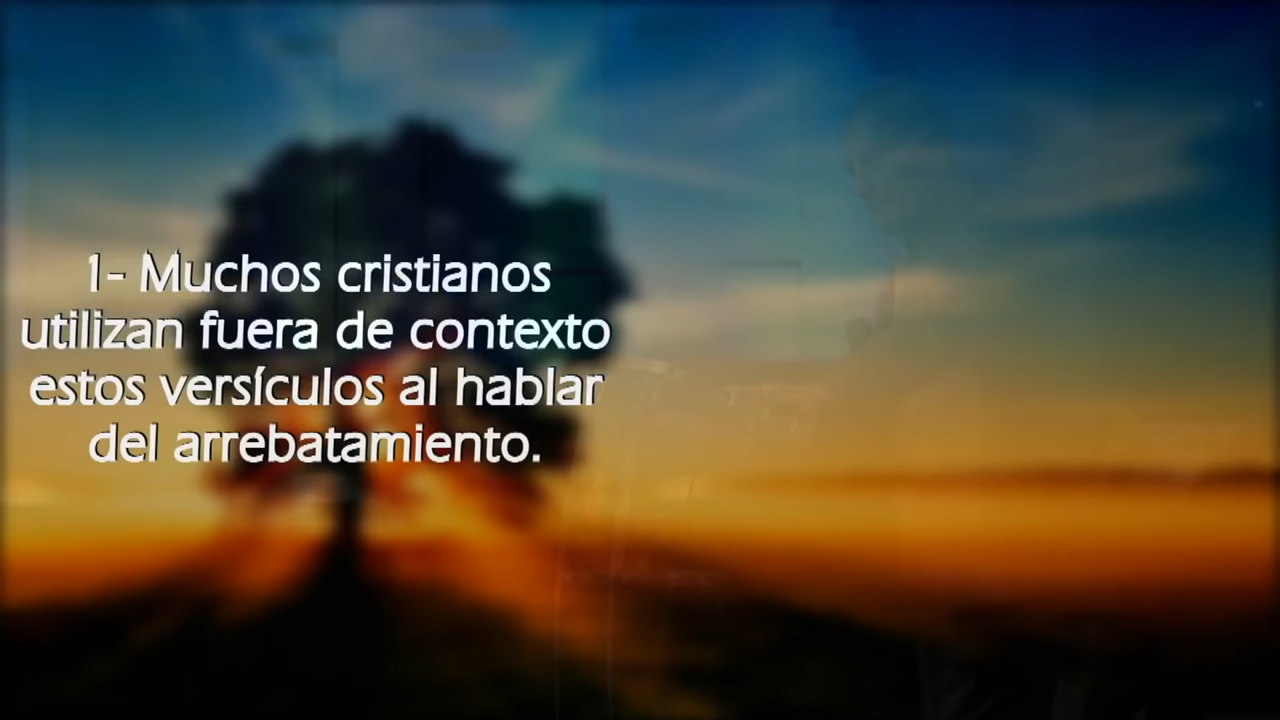 1- Muchos cristianos
utilizan fuera de contexto
estos versículos al hablar
del arrebatamiento.